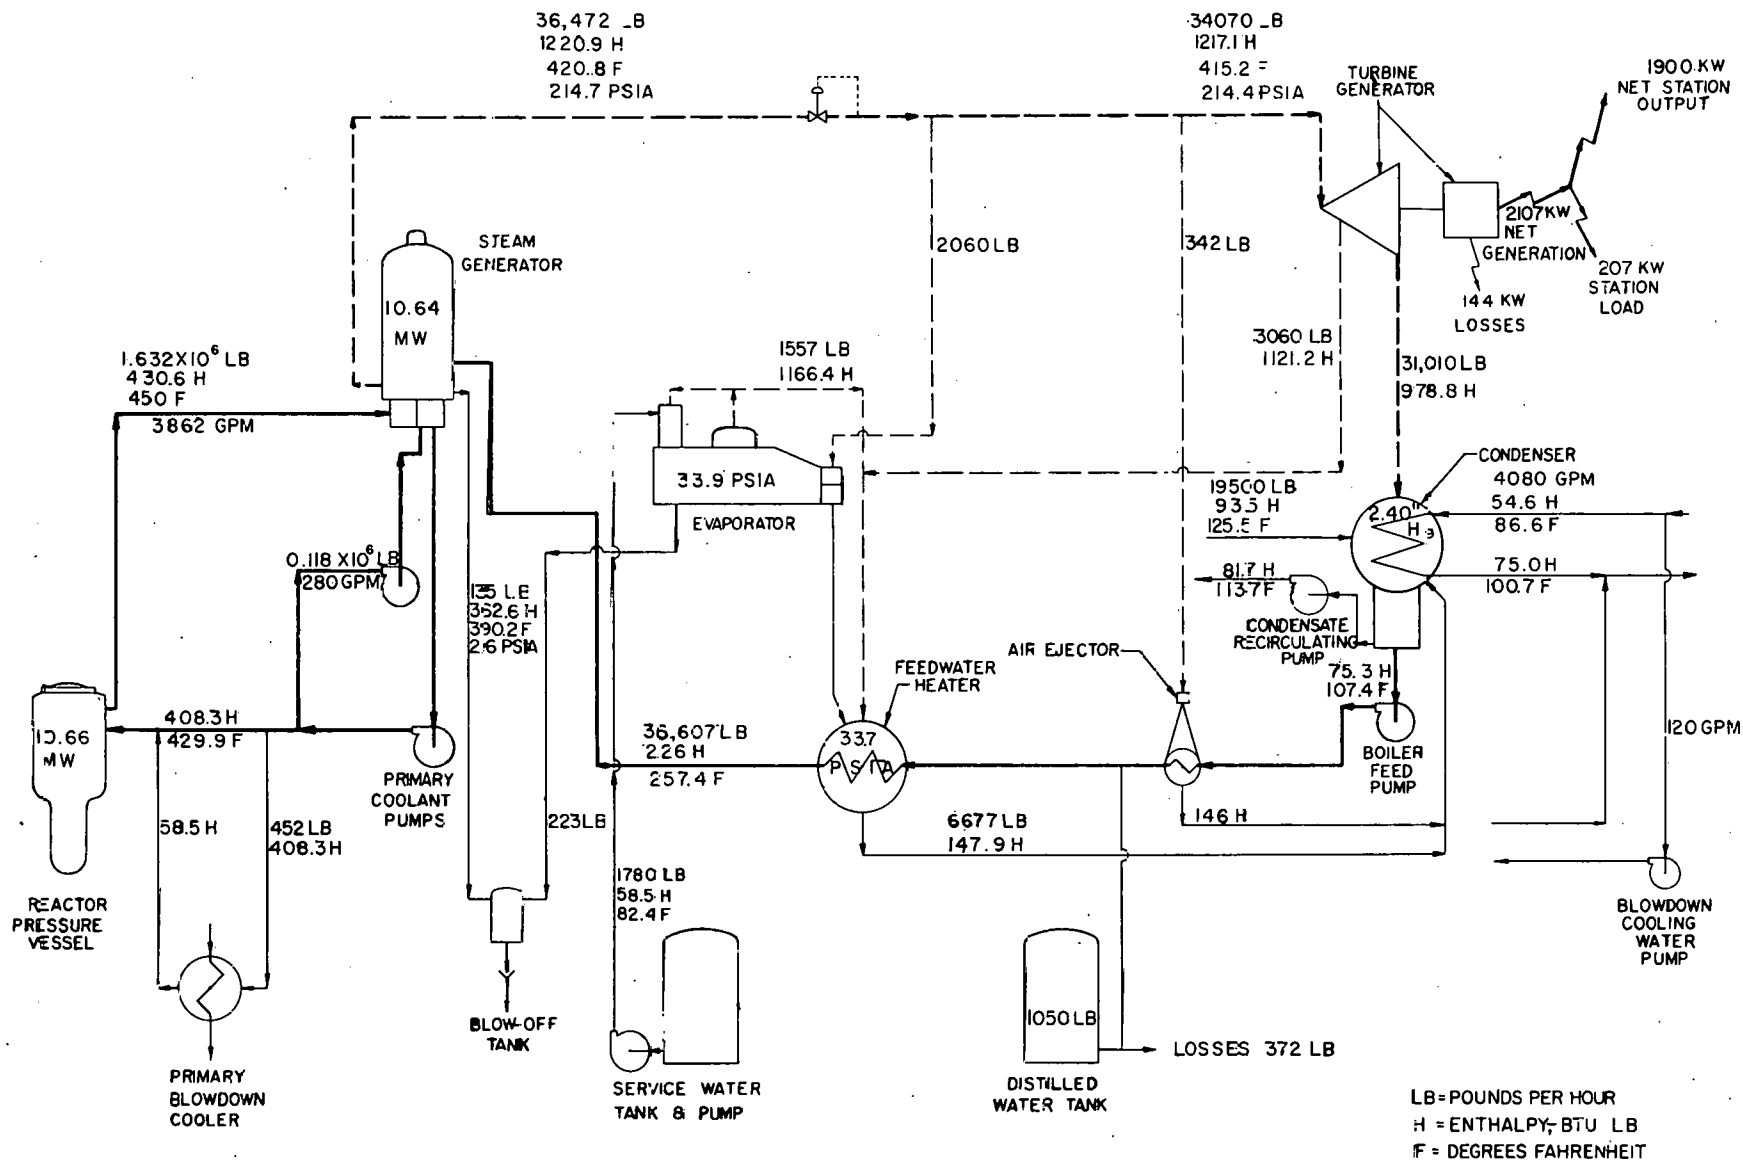 36,472 LB
1220.9 H
420.8 F
214.7 PSIA
34070 LB
1217.1 H
415.2 F
214.4 PSIA
TURBINE
GENERATOR
1900 KW
NET STATION
OUTPUT
2107 KW
NET
GENERATION
207 KW
STATION
LOAD
144 KW
LOSSES
STEAM
GENERATOR
10.64
MW
2060 LB
342 LB
3060 LB
1121.2 H
31,010 LB
978.8 H
1.632X10⁶ LB
430.6 H
450 F
3862 GPM
1557 LB
1166.4 H
33.9 PSIA
EVAPORATOR
CONDENSER
4080 GPM
54.6 H
86.6 F
2.40" Hg
19500 LB
93.5 H
125.5 F
75.0 H
100.7 F
81.7 H
113.7 F
CONDENSATE
RECIRCULATING
PUMP
0.118 X10⁶ LB
280 GPM
135 LB
362.6 H
390.2 F
PSIA
AIR EJECTOR
FEEDWATER
HEATER
75.3 H
107.4 F
BOILER
FEED
PUMP
120 GPM
408.3 H
429.9 F
10.66
MW
PRIMARY
COOLANT
PUMPS
36,607 LB
226 H
257.4 F
33.7
PSIA
58.5 H
452 LB
408.3 H
223 LB
6677 LB
147.9 H
146 H
REACTOR
PRESSURE
VESSEL
1780 LB
58.5 H
82.4 F
BLOWDOWN
COOLING
WATER
PUMP
BLOW-OFF
TANK
1050 LB
LOSSES 372 LB
PRIMARY
BLOWDOWN
COOLER
SERVICE WATER
TANK & PUMP
DISTILLED
WATER TANK
LB = POUNDS PER HOUR
H = ENTHALPY, BTU LB
F = DEGREES FAHRENHEIT